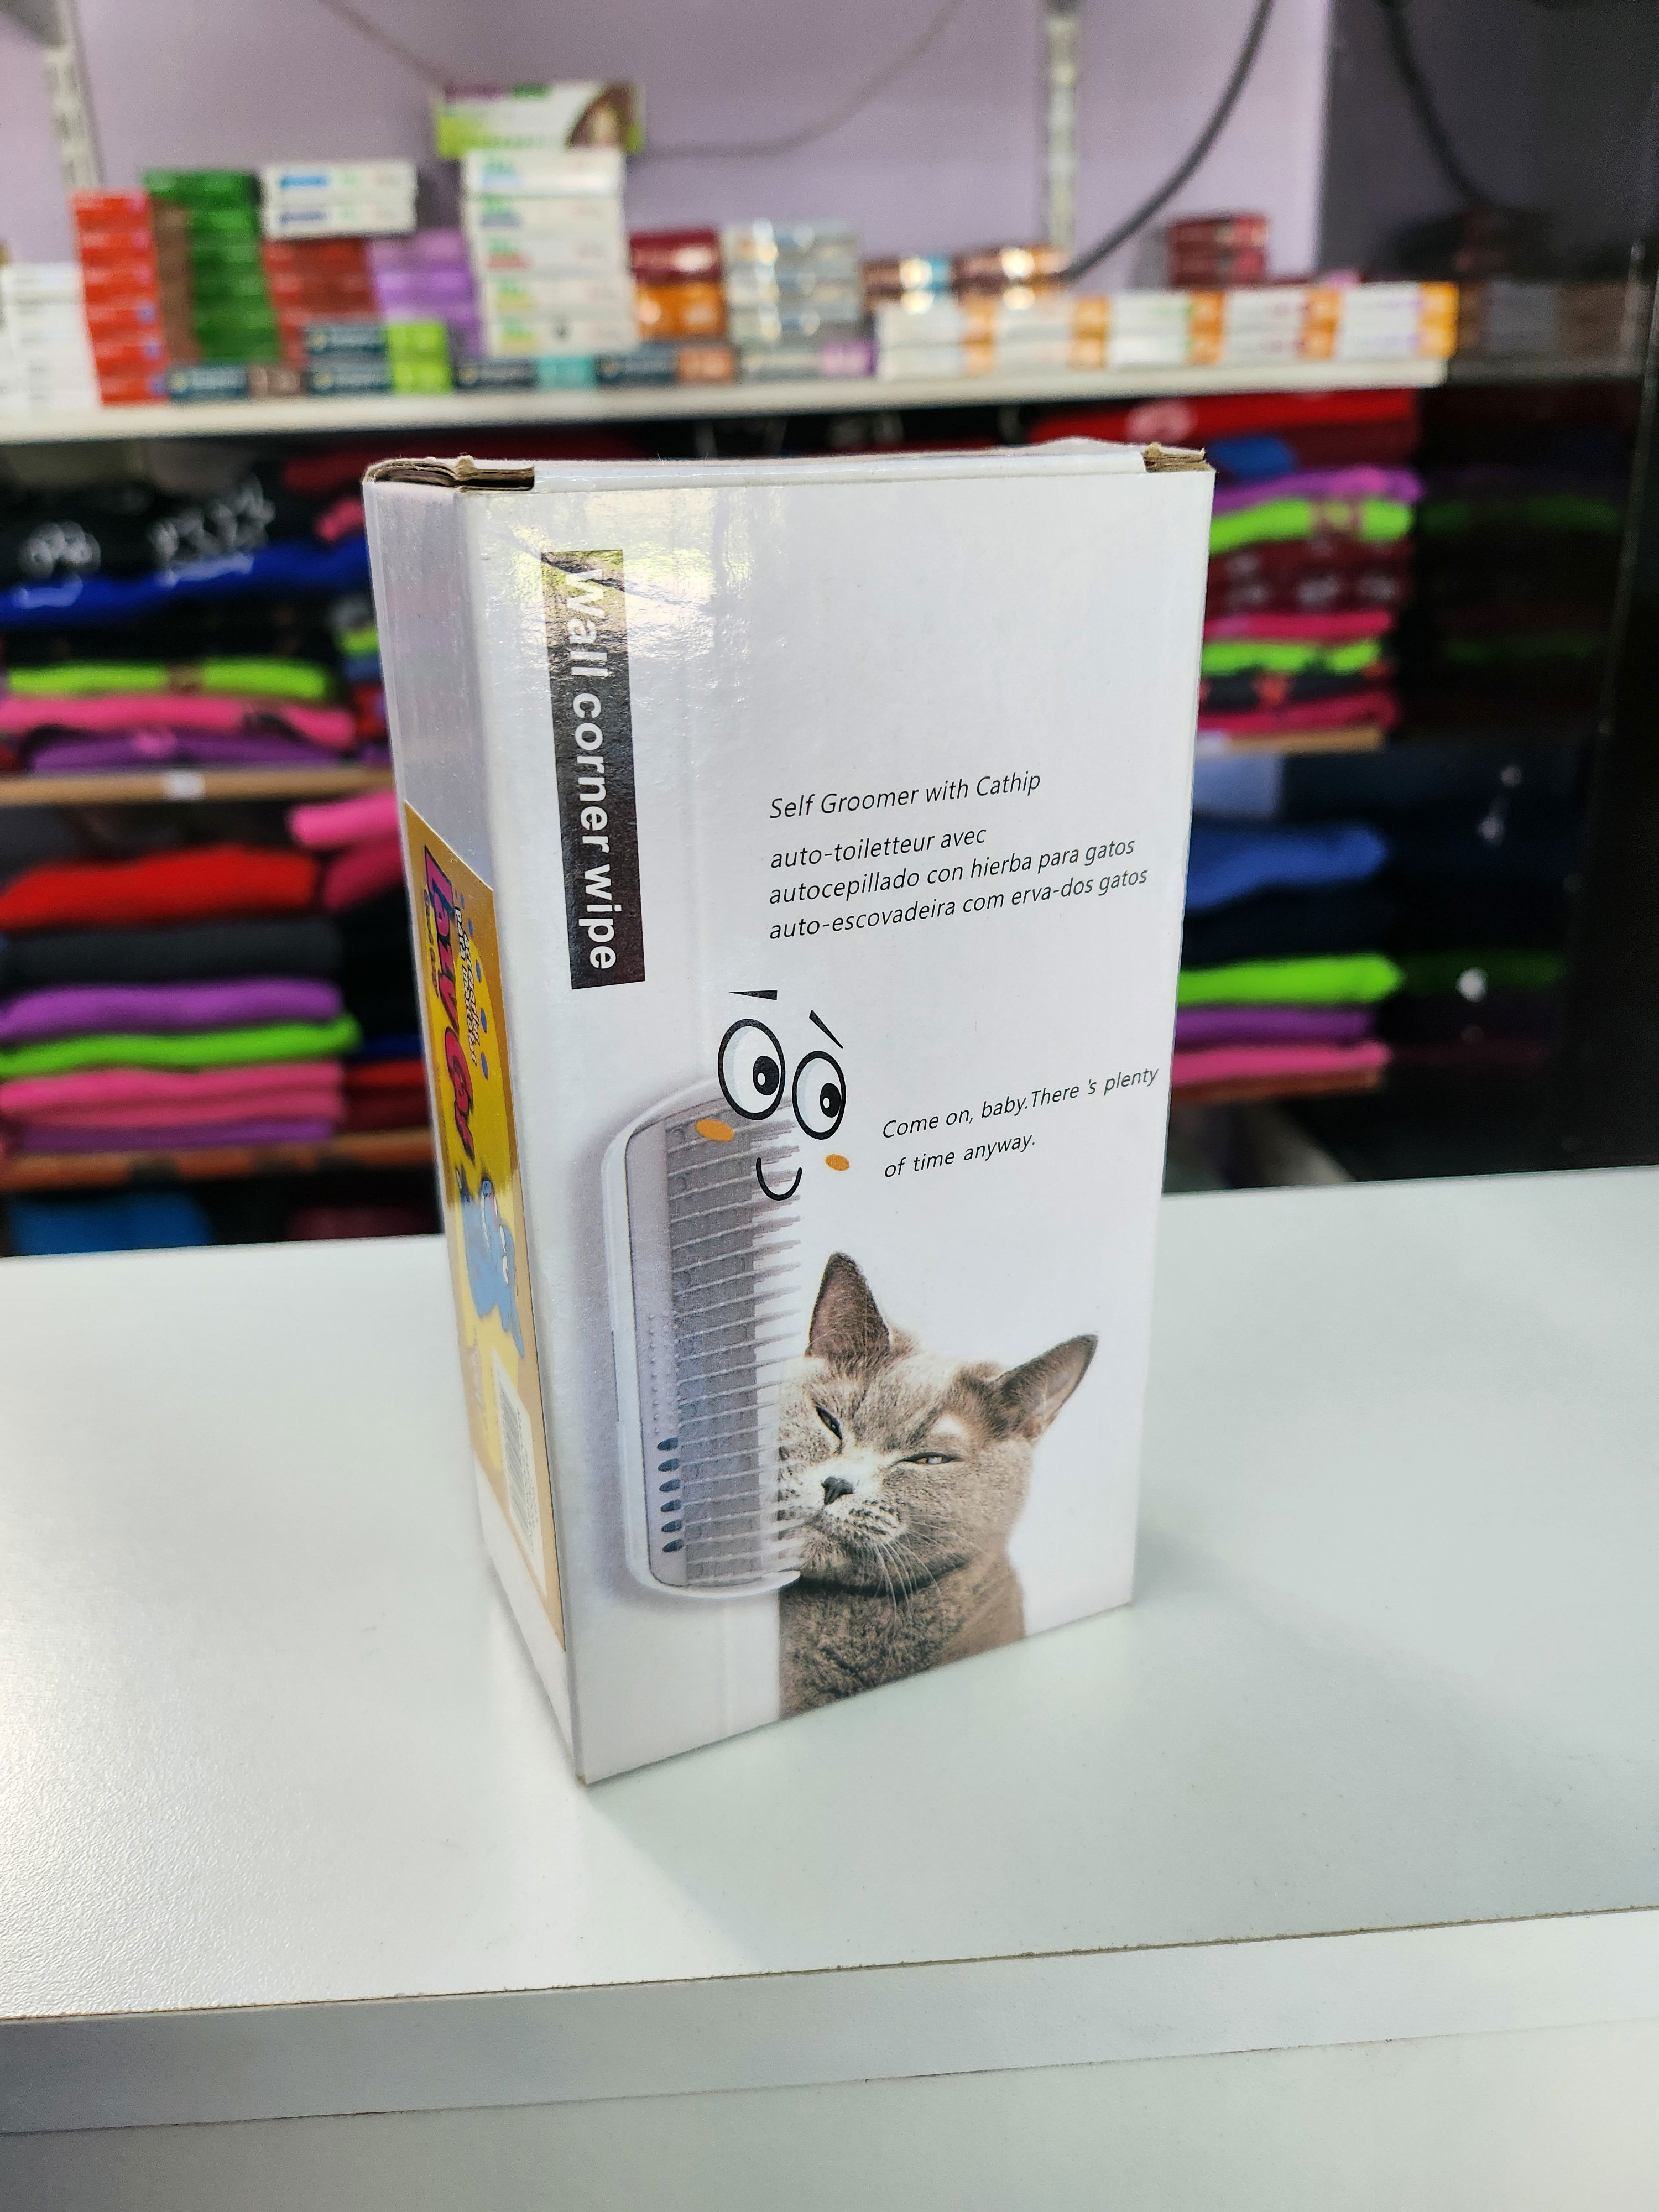 Wall corner wipe
Self Groomer with Cathip
auto-toiletteur avec
autocepillado con hierba para gatos
auto-escovadeira com erva-dos gatos
Come on, baby.There 's plenty
of time anyway.